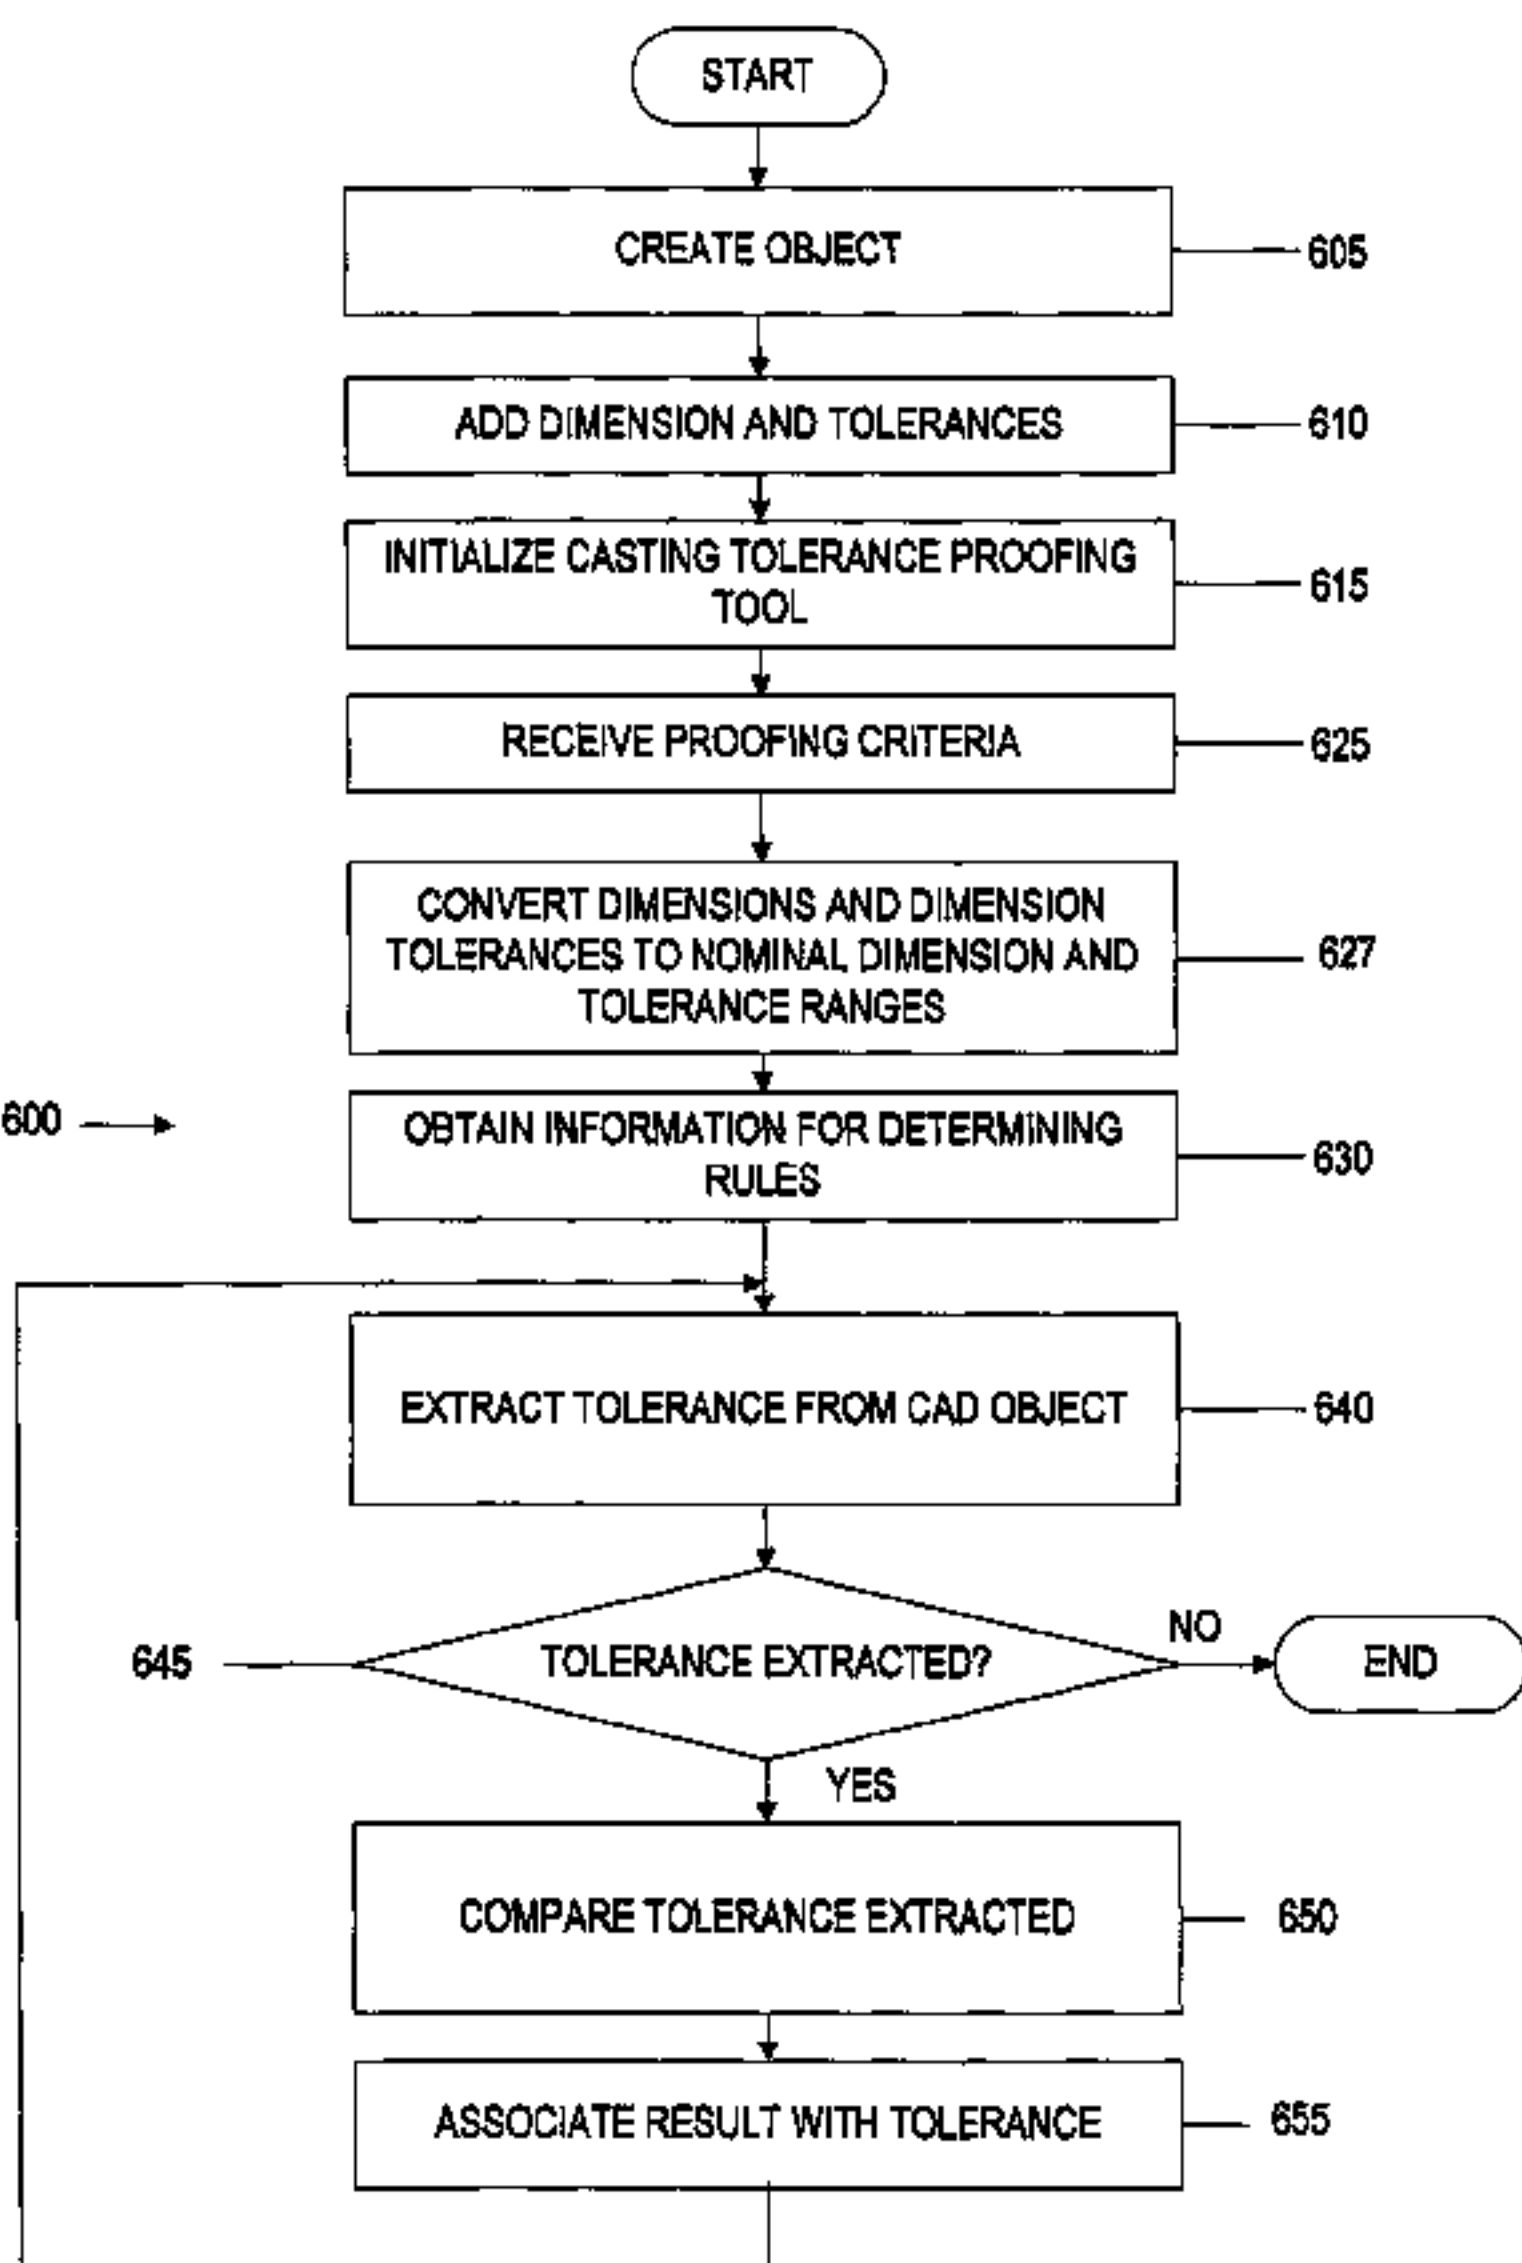 START
CREATE OBJECT
605
ADD DIMENSION AND TOLERANCES
610
INITIALIZE CASTING TOLERANCE PROOFING
TOOL
615
RECEIVE PROOFING CRITERIA
625
CONVERT DIMENSIONS AND DIMENSION
TOLERANCES TO NOMINAL DIMENSION AND
TOLERANCE RANGES
627
600
OBTAIN INFORMATION FOR DETERMINING
RULES
630
EXTRACT TOLERANCE FROM CAD OBJECT
640
645
TOLERANCE EXTRACTED?
NO
END
YES
COMPARE TOLERANCE EXTRACTED
650
ASSOCIATE RESULT WITH TOLERANCE
655